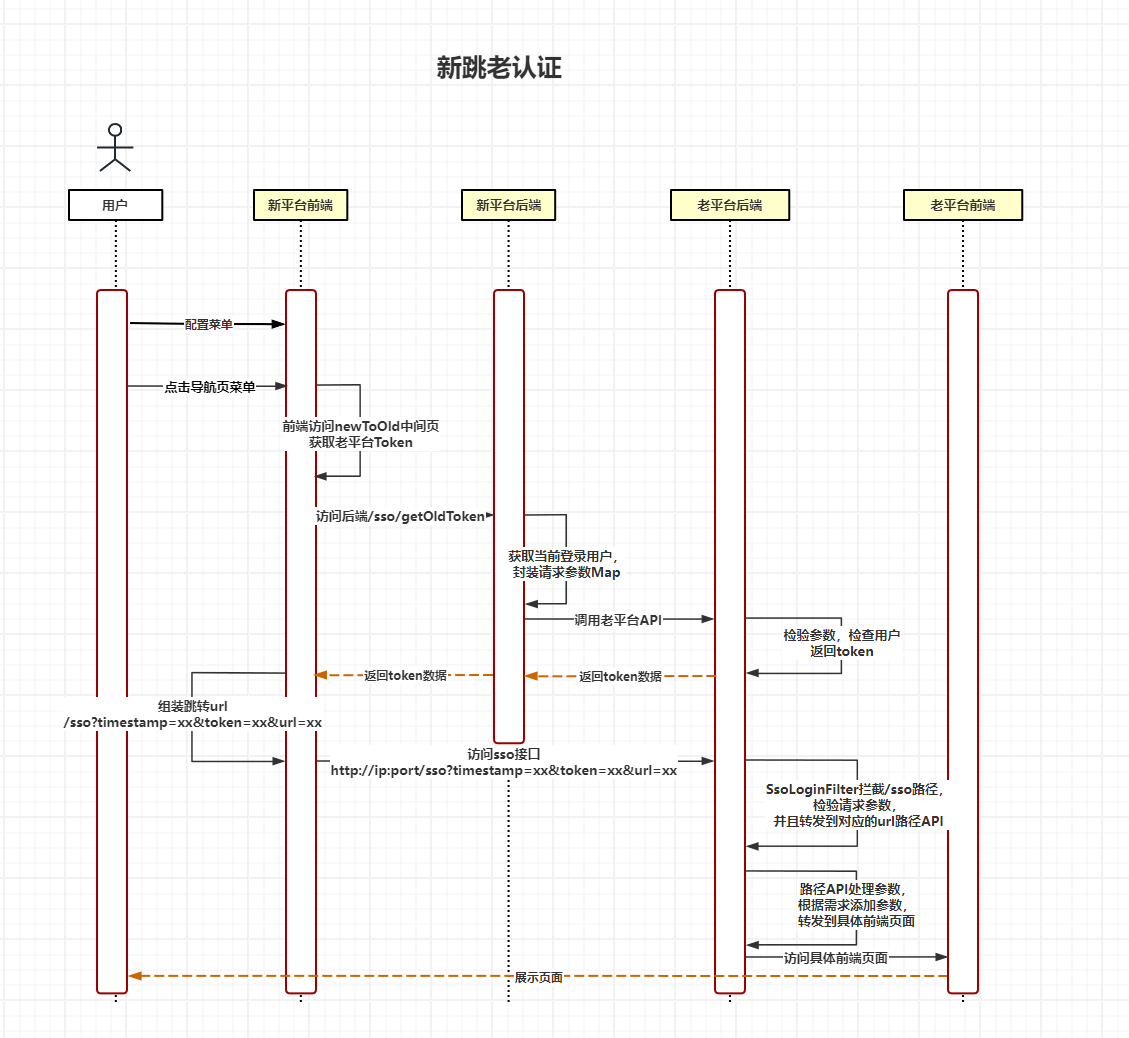 新跳老认证
用户
新平台前端
新平台后端
老平台后端
老平台前端
配置菜单
点击导航页菜单
前端访问newToOld中间页
获取老平台Token
访问后端/sso/getOldToken
获取当前登录用户，
封装请求参数Map
调用老平台API
检验参数，检查用户
返回token
返回token数据
返回token数据
组装跳转url
/sso?timestamp=xx&token=xx&url=xx
访问sso接口
http://ip:port/sso?timestamp=xx&token=xx&url=xx
SsoLoginFilter拦截/sso路径，
检验请求参数，
并且转发到对应的url路径API
路径API处理参数，
根据需求添加参数，
转发到具体前端页面
访问具体前端页面
展示页面